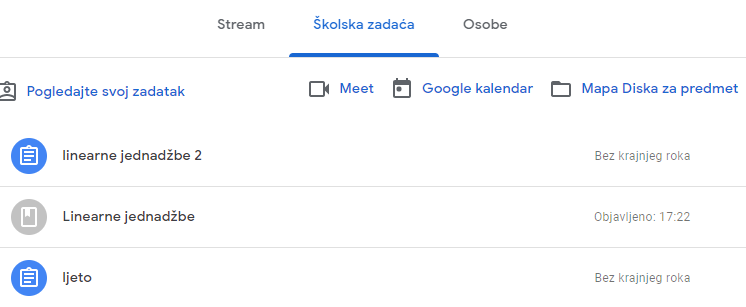 Stream Školska zadaća Osobe
Pogledajte svoj zadatak Meet Google kalendar Mapa Diska za predmet
linearne jednadžbe 2 Bez krajnjeg roka
Linearne jednadžbe Objavljeno: 17:22
ljeto Bez krajnjeg roka